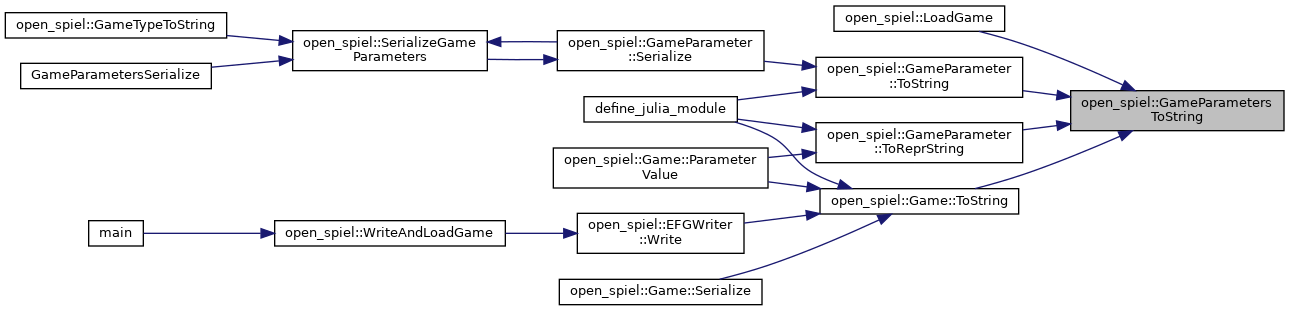 open_spiel::GameTypeToString
GameParametersSerialize
open_spiel::SerializeGame
Parameters
open_spiel::GameParameter
::Serialize
define_julia_module
open_spiel::Game::Parameter
Value
main
open_spiel::WriteAndLoadGame
open_spiel::EFGWriter
::Write
open_spiel::Game::Serialize
open_spiel::LoadGame
open_spiel::GameParameter
::ToString
open_spiel::GameParameter
::ToReprString
open_spiel::Game::ToString
open_spiel::GameParameters
ToString